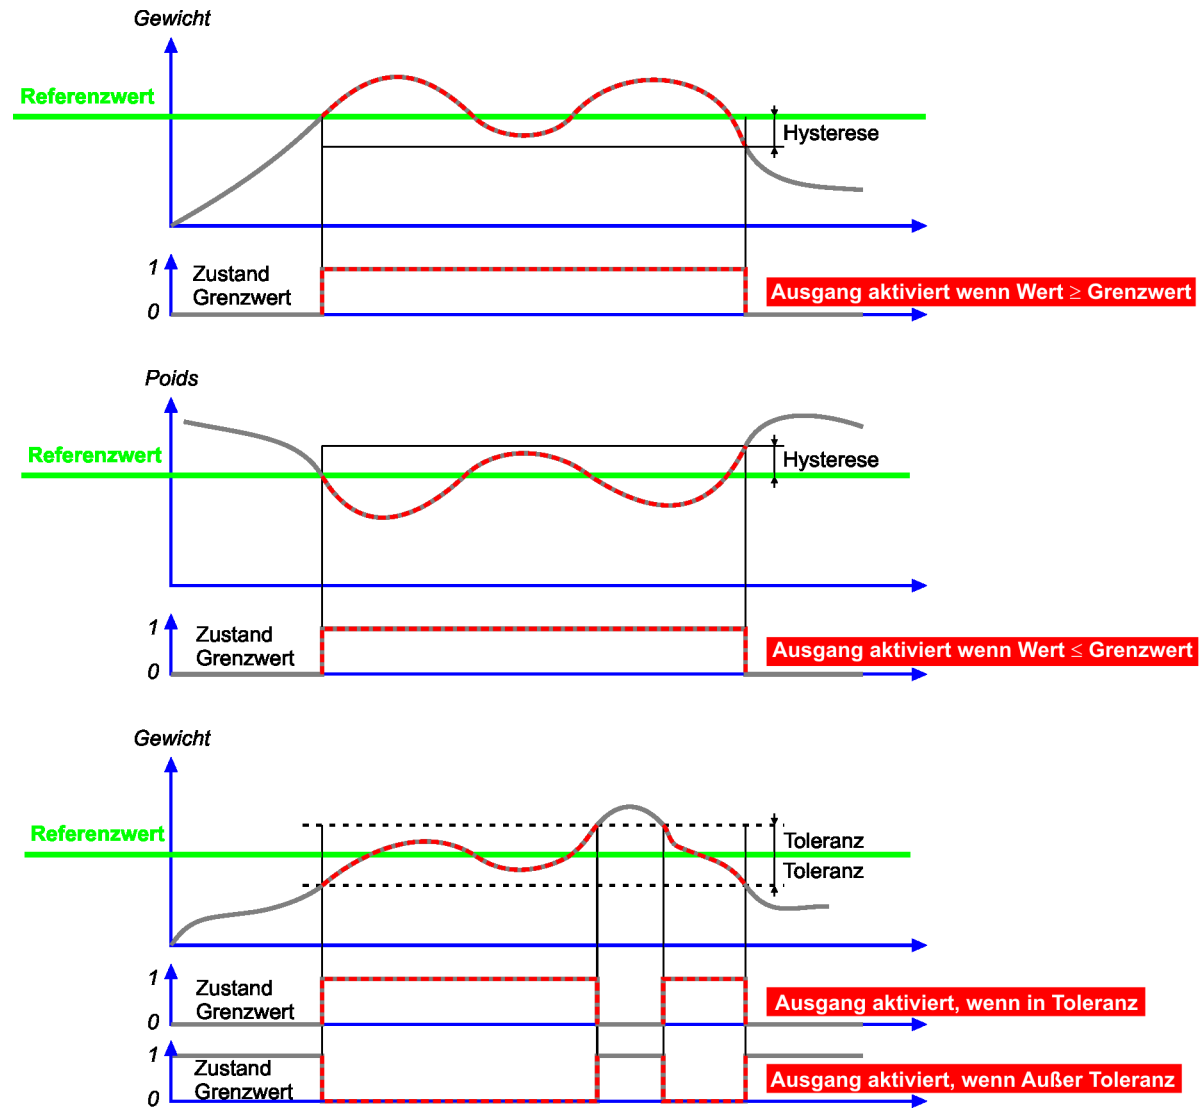 Gewicht
Referenzwert
Hysterese
1
Zustand
Grenzwert
0
Ausgang aktiviert wenn Wert ≥ Grenzwert
Poids
Referenzwert
Hysterese
1
Zustand
Grenzwert
0
Ausgang aktiviert wenn Wert ≤ Grenzwert
Gewicht
Referenzwert
Toleranz
Toleranz
1
Zustand
Grenzwert
0
Ausgang aktiviert, wenn in Toleranz
1
Zustand
Grenzwert
0
Ausgang aktiviert, wenn Außer Toleranz